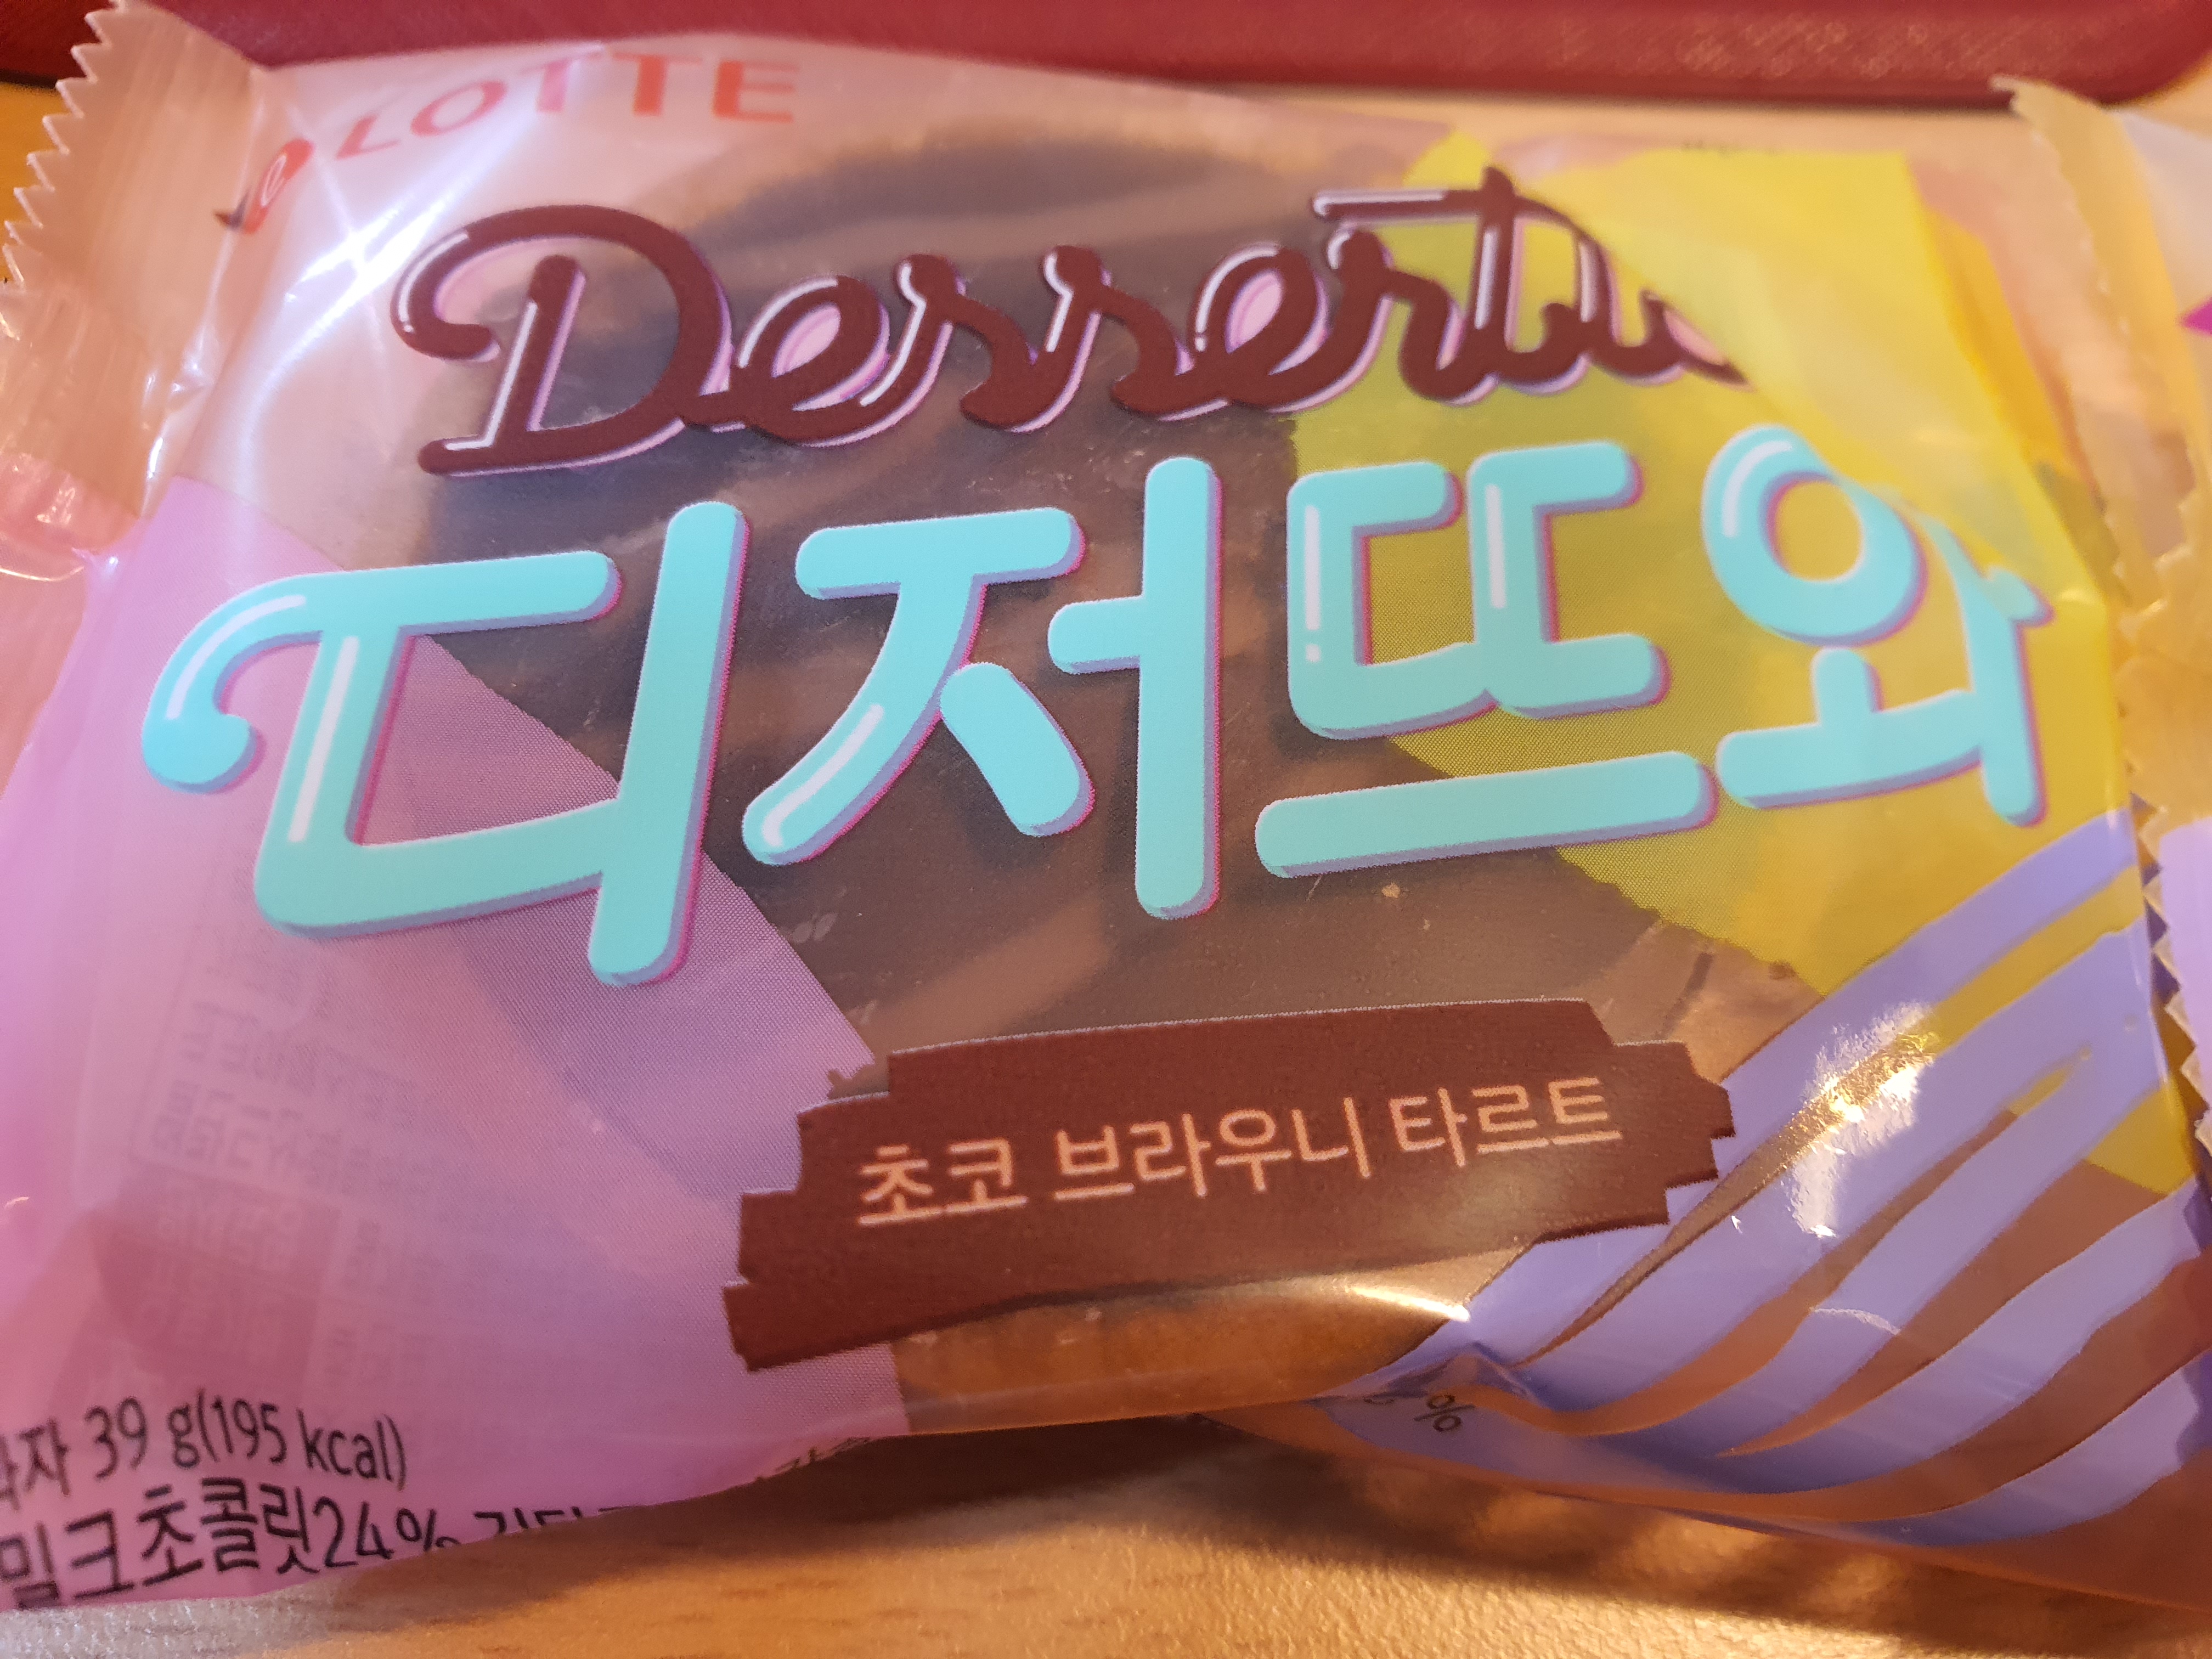 LOTTE
Dessert
디저뜨와
초코 브라우니 타르트
39 g(195 kcal)
밀크초콜릿24%
%